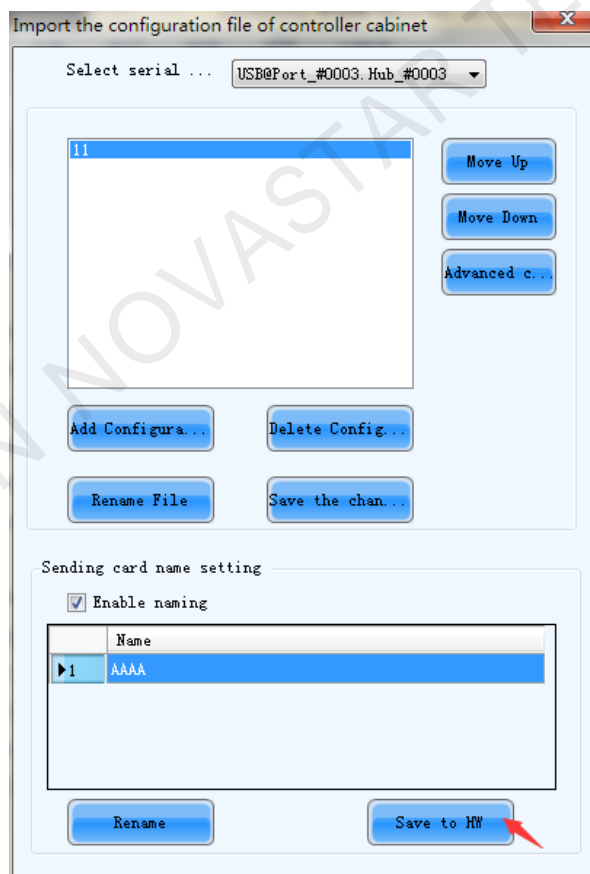 Import the configuration file of controller cabinet
Select serial ... USB@Port_#0003.Hub_#0003
11
Move Up
Move Down
Advanced c...
Add Configura... Delete Config...
Rename File Save the chan...
Sending card name setting
Enable naming
Name
1 AAAA
Rename Save to HW
N NOVASTAR TE